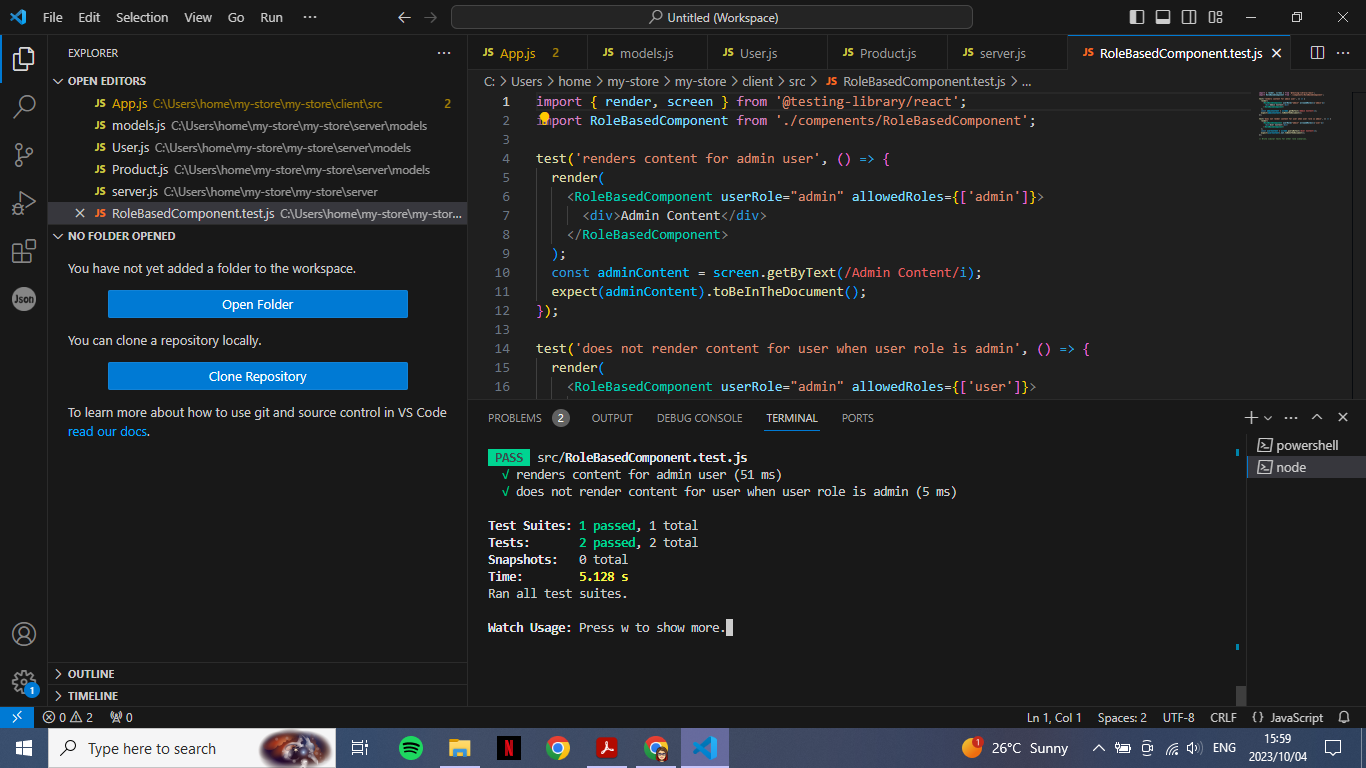 File Edit Selection View Go Run ··· Untitled (Workspace)
EXPLORER ···
OPEN EDITORS
JS App.js C:\Users\home\my-store\my-store\client\src 2
JS models.js C:\Users\home\my-store\my-store\server\models
JS User.js C:\Users\home\my-store\my-store\server\models
JS Product.js C:\Users\home\my-store\my-store\server\models
JS server.js C:\Users\home\my-store\my-store\server
JS RoleBasedComponent.test.js C:\Users\home\my-store\my-stor...
NO FOLDER OPENED
You have not yet added a folder to the workspace.
Open Folder
You can clone a repository locally.
Clone Repository
To learn more about how to use git and source control in VS Code
read our docs.
OUTLINE
TIMELINE
Json
1
JS App.js 2 JS models.js JS User.js JS Product.js JS server.js JS RoleBasedComponent.test.js
C: > Users > home > my-store > my-store > client > src > JS RoleBasedComponent.test.js > ...
1 import { render, screen } from '@testing-library/react';
2 import RoleBasedComponent from './compenents/RoleBasedComponent';
3
4 test('renders content for admin user', () => {
5 render(
6 <RoleBasedComponent userRole="admin" allowedRoles={['admin']}>
7 <div>Admin Content</div>
8 </RoleBasedComponent>
9 );
10 const adminContent = screen.getByText(/Admin Content/i);
11 expect(adminContent).toBeInTheDocument();
12 });
13
14 test('does not render content for user when user role is admin', () => {
15 render(
16 <RoleBasedComponent userRole="admin" allowedRoles={['user']}>
PROBLEMS 2 OUTPUT DEBUG CONSOLE TERMINAL PORTS
PASS src/RoleBasedComponent.test.js
√ renders content for admin user (51 ms)
√ does not render content for user when user role is admin (5 ms)
Test Suites: 1 passed, 1 total
Tests: 2 passed, 2 total
Snapshots: 0 total
Time: 5.128 s
Ran all test suites.
Watch Usage: Press w to show more.
powershell
node
0 2 0 Ln 1, Col 1 Spaces: 2 UTF-8 CRLF {} JavaScript
Type here to search N 1 26°C Sunny ENG 15:59
2023/10/04